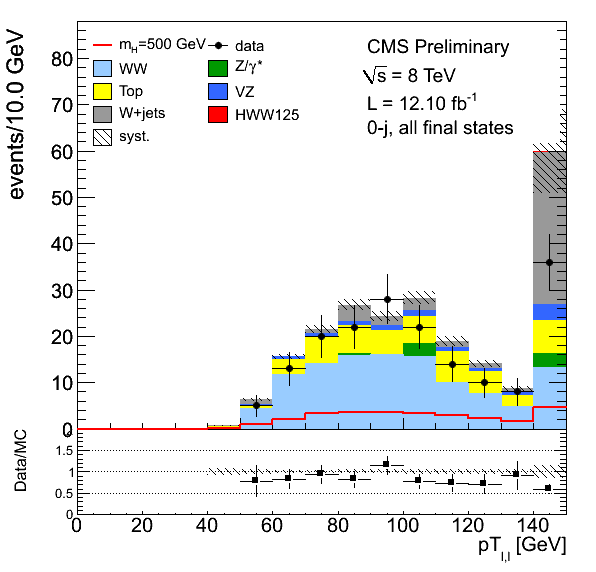 events/10.0 GeV
80
70
60
50
40
30
20
10
0
m_H=500 GeV
data
WW
Z/γ*
Top
VZ
W+jets
HWW125
syst.
CMS Preliminary
√s = 8 TeV
L = 12.10 fb⁻¹
0-j, all final states
Data/MC
1.5
1
0.5
0
0 20 40 60 80 100 120 140
pT_l,l [GeV]